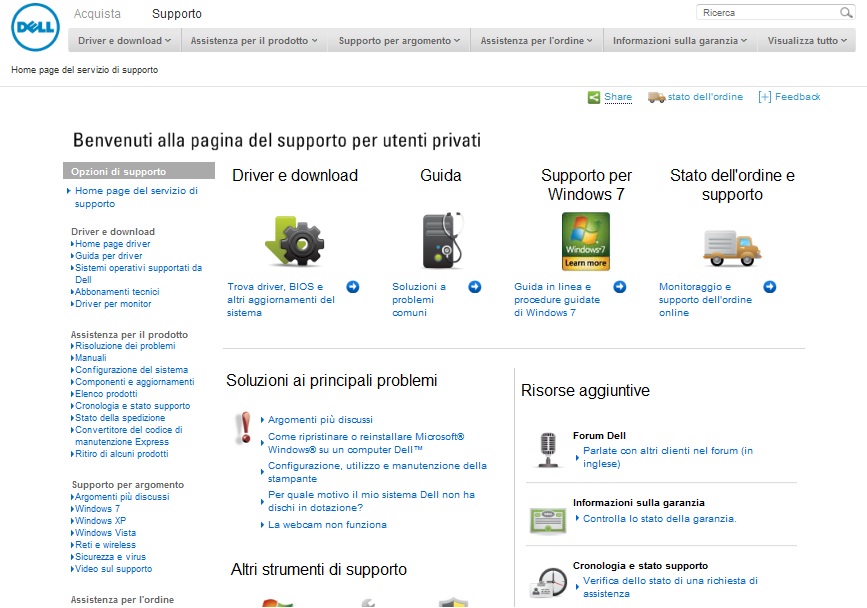 DELL
Acquista Supporto
Ricerca
Driver e download Assistenza per il prodotto Supporto per argomento Assistenza per l'ordine Informazioni sulla garanzia Visualizza tutto
Home page del servizio di supporto
Share stato dell'ordine [+] Feedback
Benvenuti alla pagina del supporto per utenti privati
Opzioni di supporto
Home page del servizio di
supporto
Driver e download
Home page driver
Guida per driver
Sistemi operativi supportati da
Dell
Abbonamenti tecnici
Driver per monitor
Assistenza per il prodotto
Risoluzione dei problemi
Manuali
Configurazione del sistema
Componenti e aggiornamenti
Elenco prodotti
Cronologia e stato supporto
Stato della spedizione
Convertitore del codice di
manutenzione Express
Ritiro di alcuni prodotti
Supporto per argomento
Argomenti più discussi
Windows 7
Windows XP
Windows Vista
Reti e wireless
Sicurezza e virus
Video sul supporto
Assistenza per l'ordine
Driver e download
Trova driver, BIOS e
altri aggiornamenti del
sistema
Guida
Soluzioni a
problemi
comuni
Supporto per
Windows 7
Windows 7
Learn more
Guida in linea e
procedure guidate
di Windows 7
Stato dell'ordine e
supporto
Monitoraggio e
supporto dell'ordine
online
Soluzioni ai principali problemi
Argomenti più discussi
Come ripristinare o reinstallare Microsoft®
Windows® su un computer Dell™
Configurazione, utilizzo e manutenzione della
stampante
Per quale motivo il mio sistema Dell non ha
dischi in dotazione?
La webcam non funziona
Altri strumenti di supporto
Risorse aggiuntive
Forum Dell
Parlate con altri clienti nel forum (in
inglese)
Informazioni sulla garanzia
Controlla lo stato della garanzia.
Cronologia e stato supporto
Verifica dello stato di una richiesta di
assistenza